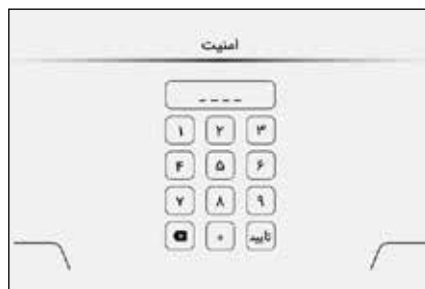 امنیت
_ _ _ _
۱ ۲ ۳
۴ ۵ ۶
۷ ۸ ۹
۰ تایید